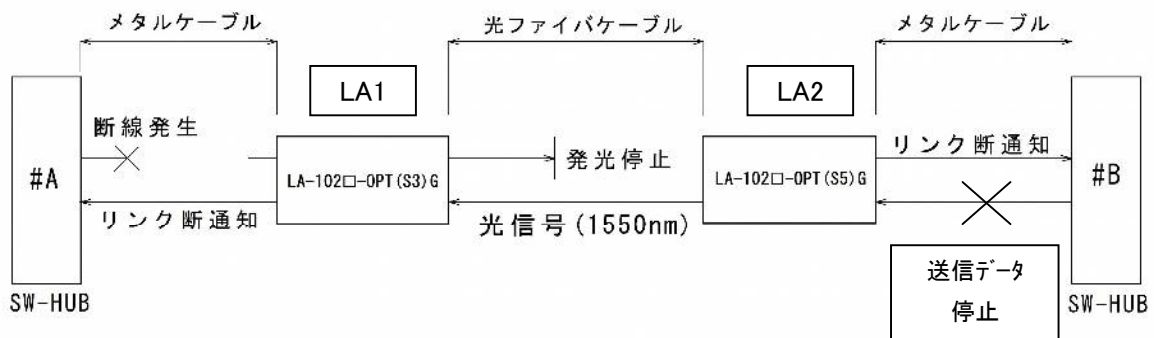 メタルケーブル
光ファイバケーブル
メタルケーブル
LA1
LA2
断線発生
発光停止
リンク断通知
#A
LA-102□-OPT(S3)G
LA-102□-OPT(S5)G
#B
リンク断通知
光信号(1550nm)
送信データ
停止
SW-HUB
SW-HUB